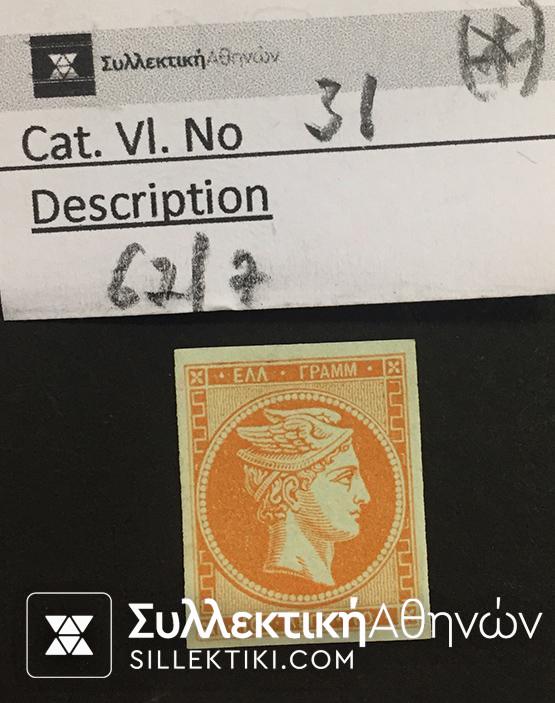 ΣυλλεκτικήΑθηνών
(*)
Cat. Vl. No 31
Description
62/7
ΕΛΛ · ΓΡΑΜΜ ·
ΣυλλεκτικήΑθηνών
SILLEKTIKI.COM